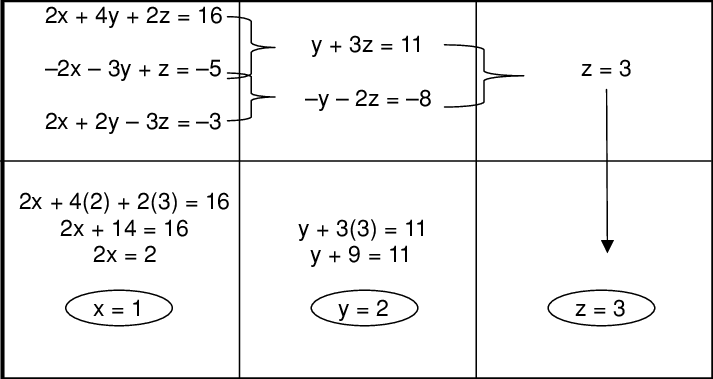 2x + 4y + 2z = 16
–2x – 3y + z = –5
2x + 2y – 3z = –3
y + 3z = 11
–y – 2z = –8
z = 3
2x + 4(2) + 2(3) = 16
2x + 14 = 16
2x = 2
x = 1
y + 3(3) = 11
y + 9 = 11
y = 2
z = 3